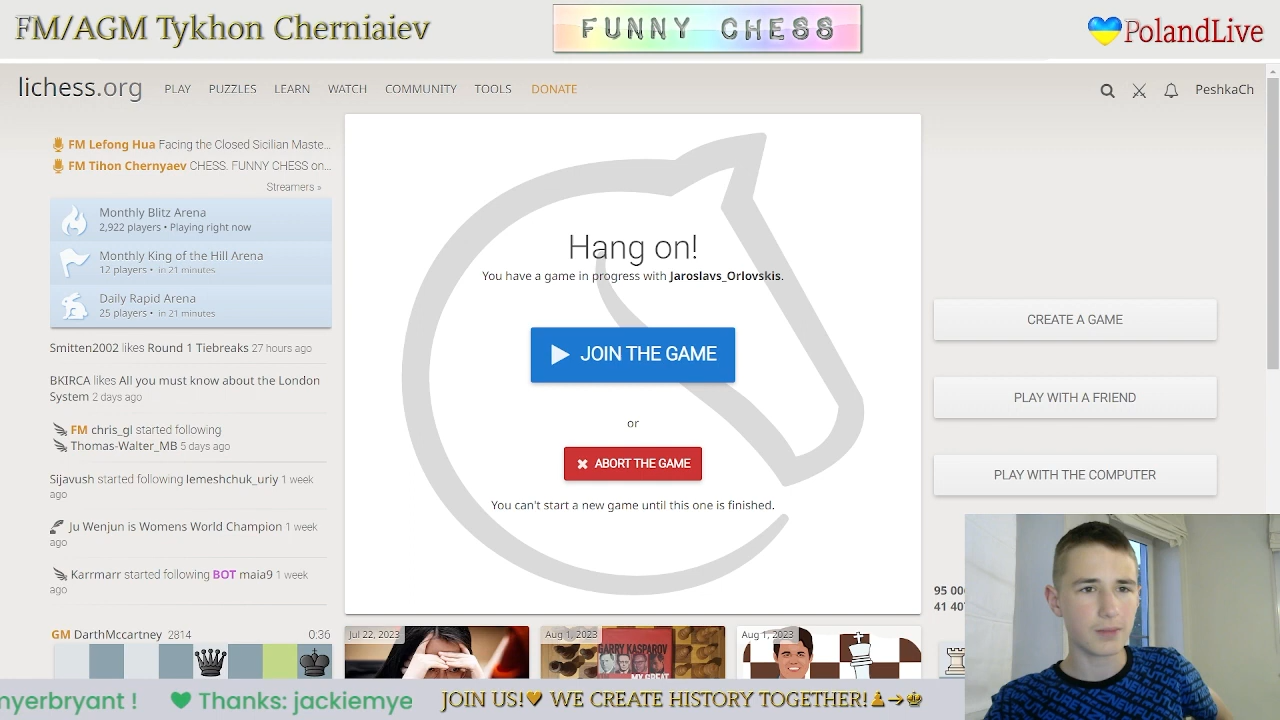 FM/AGM Tykhon Cherniaiev
FUNNY CHESS
PolandLive
lichess.org
PLAY
PUZZLES
LEARN
WATCH
COMMUNITY
TOOLS
DONATE
PeshkaCh
FM Lefong Hua Facing the Closed Sicilian Maste...
FM Tihon Chernyaev CHESS. FUNNY CHESS on...
Streamers »
Monthly Blitz Arena
2,922 players • Playing right now
Monthly King of the Hill Arena
12 players • in 21 minutes
Daily Rapid Arena
25 players • in 21 minutes
Smitten2002 likes Round 1 Tiebreaks 27 hours ago
BKIRCA likes All you must know about the London
System 2 days ago
FM chris_gl started following
Thomas-Walter_MB 5 days ago
Sijavush started following lemeshchuk_uriy 1 week
ago
Ju Wenjun is Womens World Champion 1 week
ago
Karrmarr started following BOT maia9 1 week
ago
GM DarthMccartney 2814
0:36
Hang on!
You have a game in progress with Jaroslavs_Orlovskis.
JOIN THE GAME
or
ABORT THE GAME
You can't start a new game until this one is finished.
CREATE A GAME
PLAY WITH A FRIEND
PLAY WITH THE COMPUTER
95 00
41 40
Jul 22, 2023
Aug 1, 2023
GARRY KASPAROV
MY GREAT
Aug 1, 2023
myerbryant !
Thanks: jackiemye
JOIN US! WE CREATE HISTORY TOGETHER!